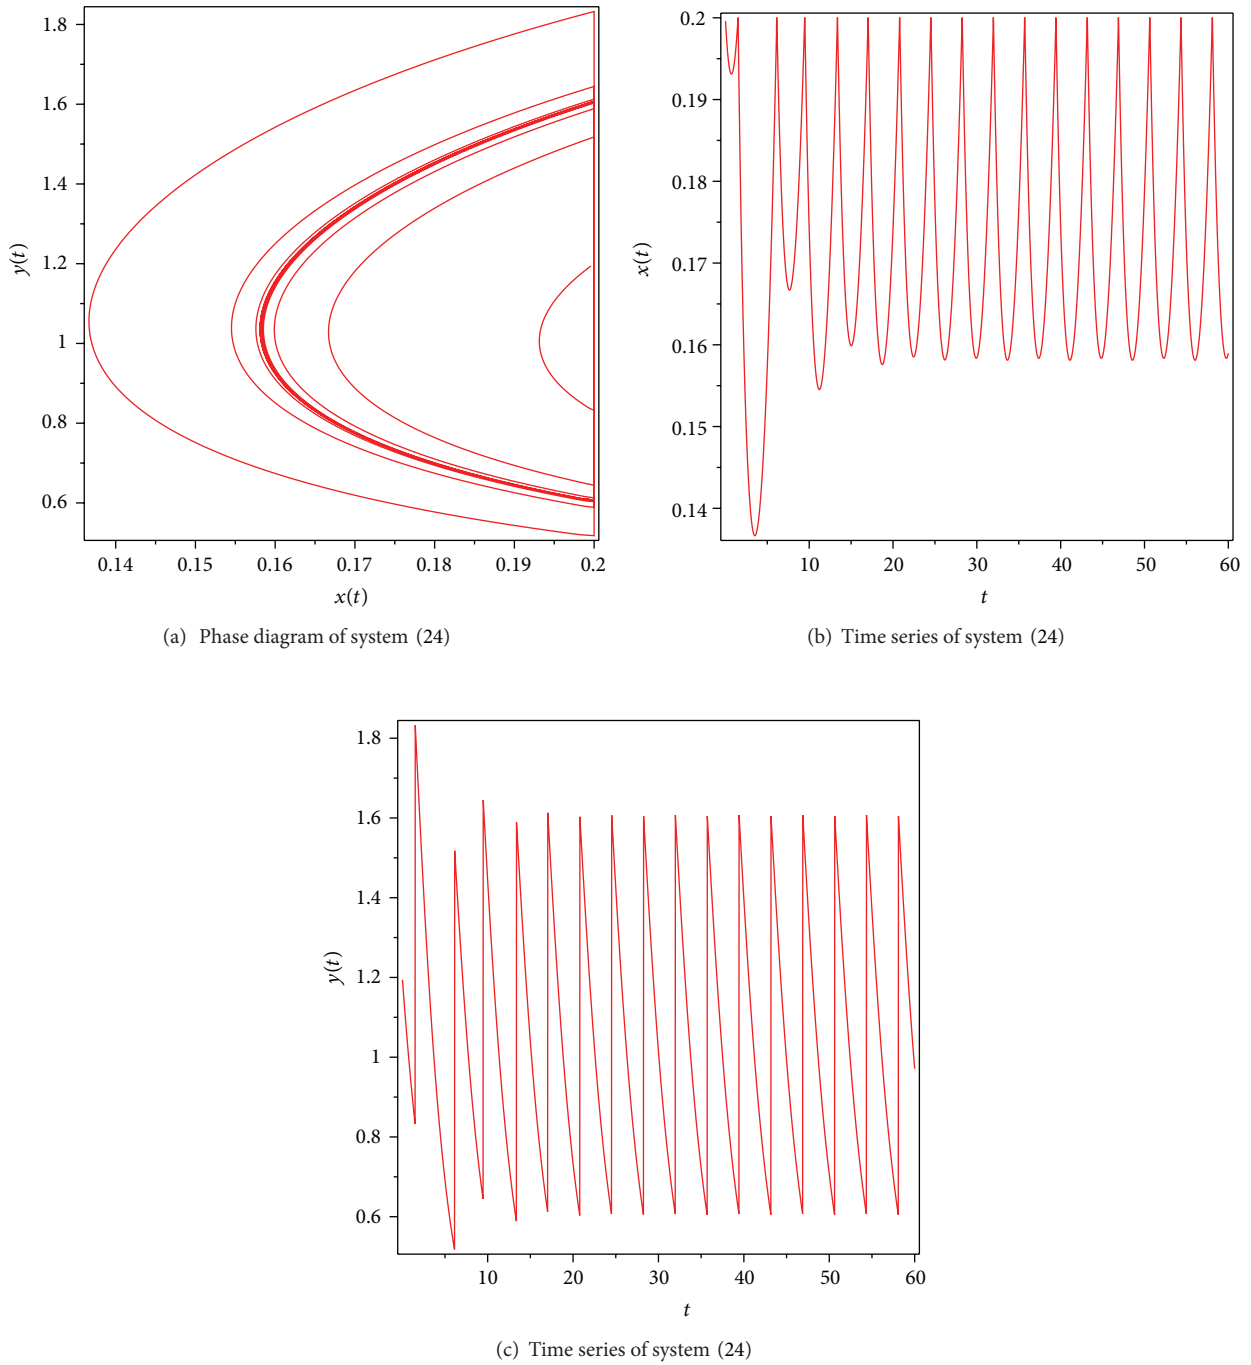 1.8
1.6
1.4
1.2
1
0.8
0.6
y(t)
0.14 0.15 0.16 0.17 0.18 0.19 0.2
x(t)
(a) Phase diagram of system (24)
0.2
0.19
0.18
0.17
0.16
0.15
0.14
x(t)
10 20 30 40 50 60
t
(b) Time series of system (24)
1.8
1.6
1.4
1.2
1
0.8
0.6
y(t)
10 20 30 40 50 60
t
(c) Time series of system (24)